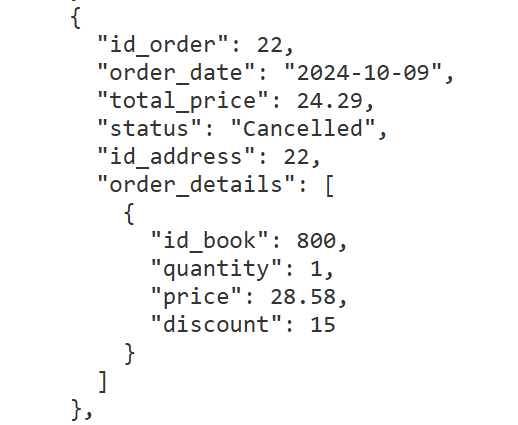 {
"id_order": 22,
"order_date": "2024-10-09",
"total_price": 24.29,
"status": "Cancelled",
"id_address": 22,
"order_details": [
{
"id_book": 800,
"quantity": 1,
"price": 28.58,
"discount": 15
}
]
},